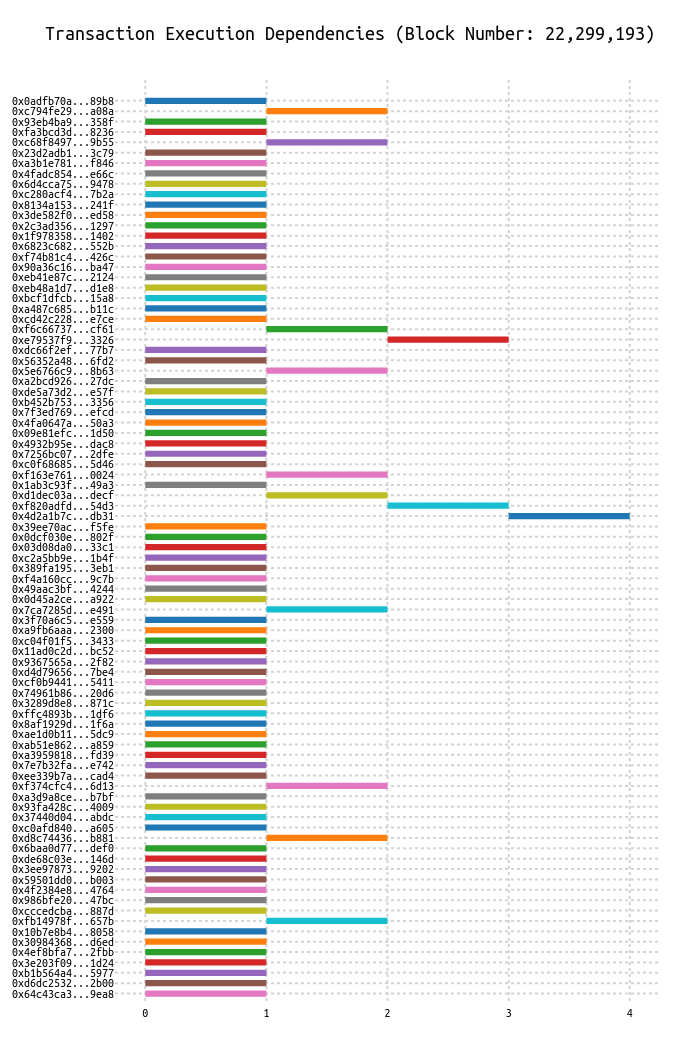 Transaction Execution Dependencies (Block Number: 22,299,193)
0x0adfb70a...89b8
0xc794fe29...a08a
0x93eb4ba9...358f
0xfa3bcd3d...8236
0xc68f8497...9b55
0x23d2adb1...3c79
0xa3b1e781...f846
0x4fadc854...e66c
0x6d4cca75...9478
0xc280acf4...7b2a
0x8134a153...241f
0x3de582f0...ed58
0x2c3ad356...1297
0x1f978358...1402
0x6823c682...552b
0xf74b81c4...426c
0x90a36c16...ba47
0xeb41e87c...2124
0xeb48a1d7...d1e8
0xbcf1dfcb...15a8
0xa487c685...b11c
0xcd42c228...e7ce
0xf6c66737...cf61
0xe79537f9...3326
0xdc66f2ef...77b7
0x56352a48...6fd2
0x5e6766c9...8b63
0xa2bcd926...27dc
0xde5a73d2...e57f
0xb452b753...3356
0x7f3ed769...efcd
0x4fa0647a...50a3
0x09e81efc...1d50
0x4932b95e...dac8
0x7256bc07...2dfe
0xc0f68685...5d46
0xf163e761...0024
0x1ab3c93f...49a3
0xd1dec03a...decf
0xf820adfd...54d3
0x4d2a1b7c...db31
0x39ee70ac...f5fe
0x0dcf030e...802f
0x03d08da0...33c1
0xc2a5bb9e...1b4f
0x389fa195...3eb1
0xf4a160cc...9c7b
0x49aac3bf...4244
0x0d45a2ce...a922
0x7ca7285d...e491
0x3f70a6c5...e559
0xa9fb6aaa...2300
0xc04f01f5...3433
0x11ad0c2d...bc52
0x9367565a...2f82
0xd4d79656...7be4
0xcf0b9441...5411
0x74961b86...20d6
0x3289d8e8...871c
0xffc4893b...1df6
0x8af1929d...1f6a
0xae1d0b11...5dc9
0xab51e862...a859
0xa3959818...fd39
0x7e7b32fa...e742
0xee339b7a...cad4
0xf374cfc4...6d13
0xa3d9a8ce...b7bf
0x93fa428c...4009
0x37440d04...abdc
0xc0afd840...a605
0xd8c74436...b881
0x6baa0d77...def0
0xde68c03e...146d
0x3ee97873...9202
0x59501dd0...b003
0x4f2384e8...4764
0x986bfe20...47bc
0xcccedcba...887d
0xfb14978f...657b
0x10b7e8b4...8058
0x30984368...d6ed
0x4ef8bfa7...2fbb
0x3e203f09...1d24
0xb1b564a4...5977
0xd6dc2532...2b00
0x64c43ca3...9ea8
0 1 2 3 4